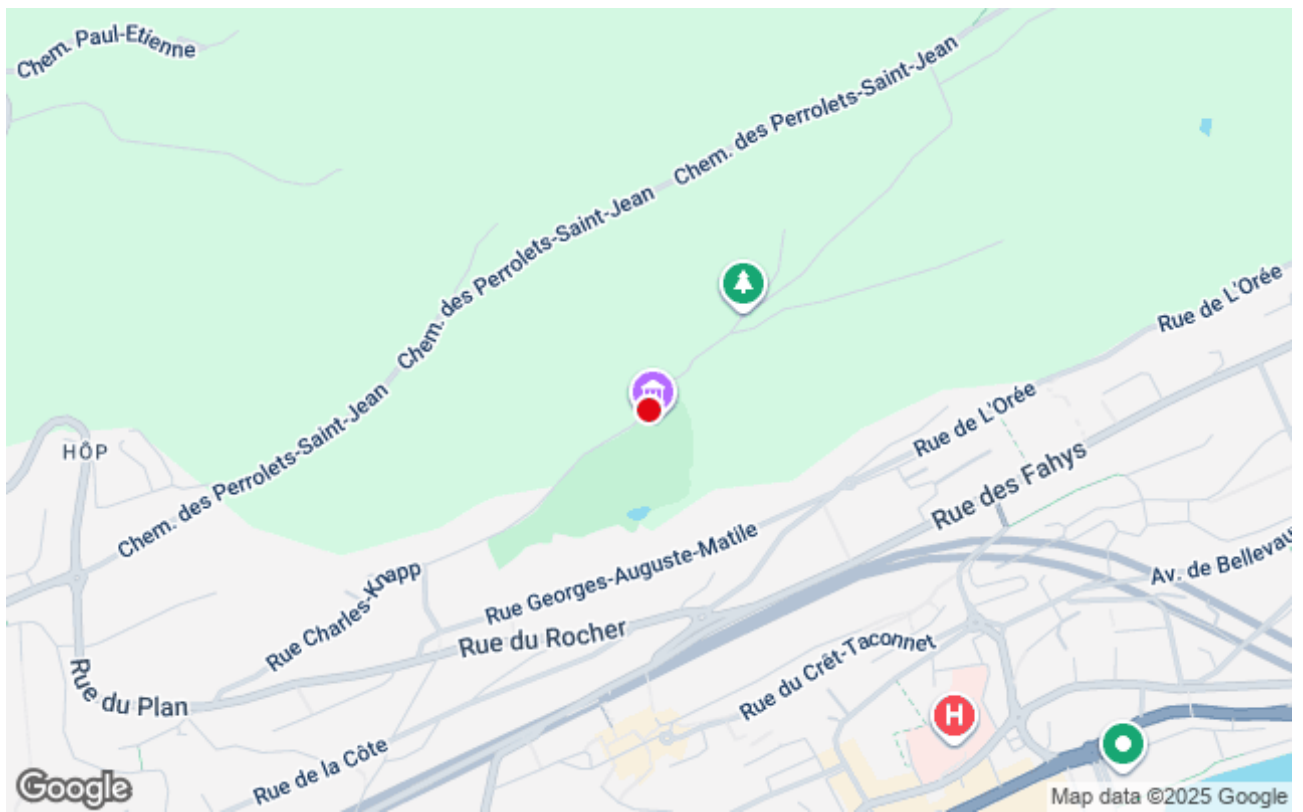 Chem. Paul-Etienne
Chem. des Perrolets-Saint-Jean
Chem. des Perrolets-Saint-Jean
Chem. des Perrolets-Saint-Jean
Rue de L'Orée
HÔP
Rue de L'Orée
Rue des Fahys
Chem. des Perrolets-Saint-Jean
Rue Georges-Auguste-Matile
Av. de Bellevau
Rue Charles-Knapp
Rue du Rocher
Rue du Crêt-Taconnet
Rue du Plan
H
Rue de la Côte
Google
Map data ©2025 Google